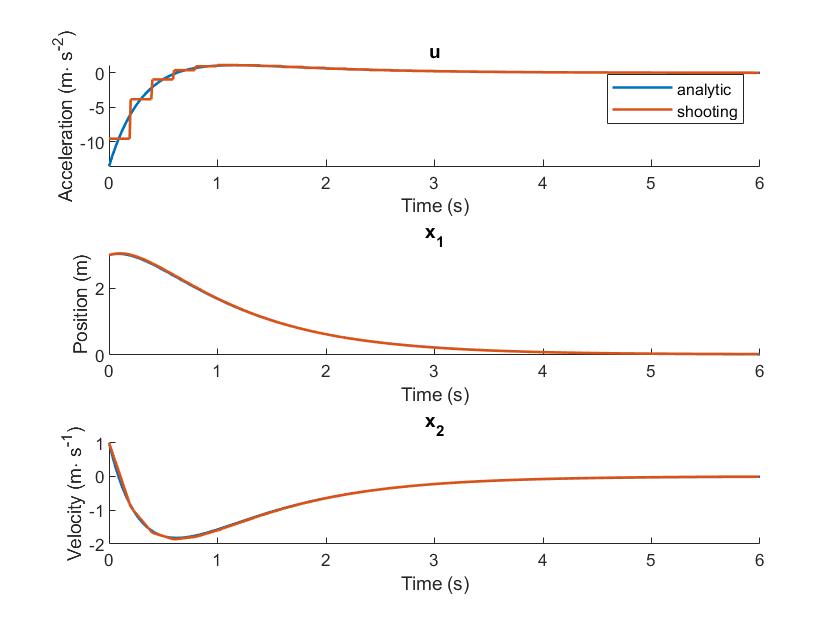 u
Acceleration (m· s⁻²)
0
-5
-10
analytic
shooting
0 1 2 3 4 5 6
Time (s)
x₁
Position (m)
2
0
0 1 2 3 4 5 6
Time (s)
x₂
Velocity (m· s⁻¹)
1
0
-1
-2
0 1 2 3 4 5 6
Time (s)